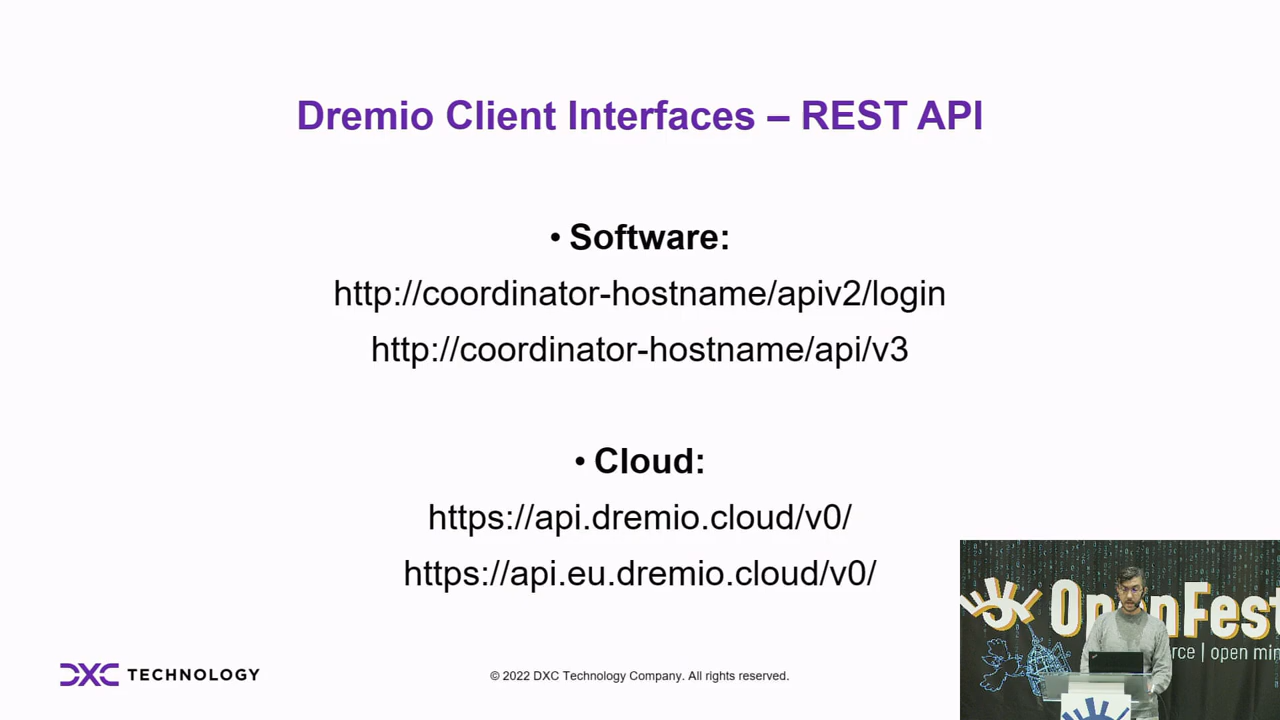 Dremio Client Interfaces – REST API
• Software:
http://coordinator-hostname/apiv2/login
http://coordinator-hostname/api/v3
• Cloud:
https://api.dremio.cloud/v0/
https://api.eu.dremio.cloud/v0/
DXC TECHNOLOGY
© 2022 DXC Technology Company. All rights reserved.
OpenFest
| open